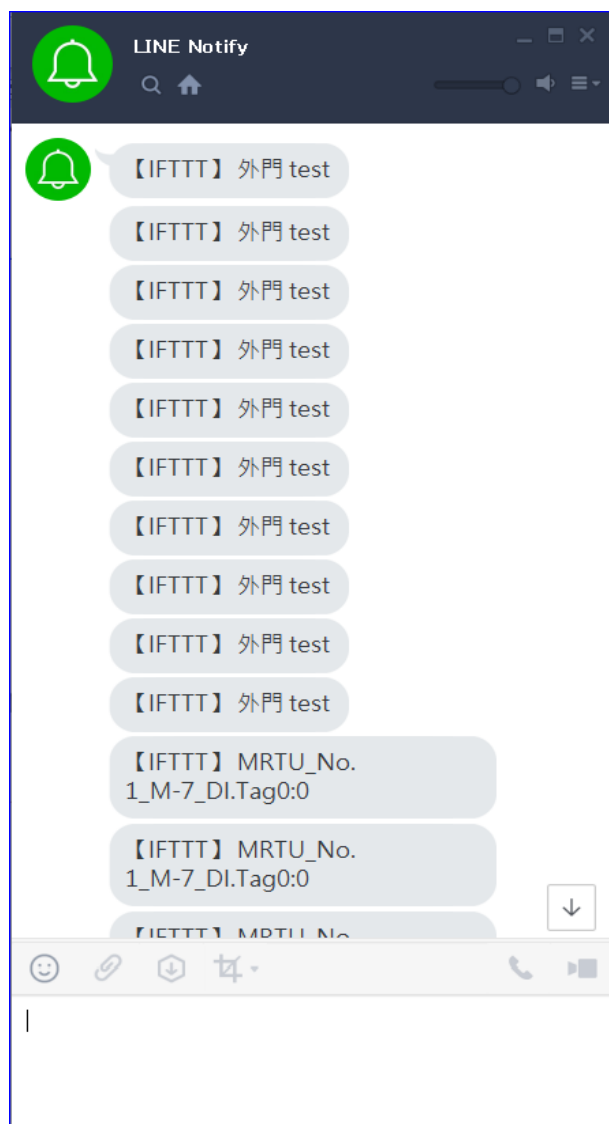 LINE Notify
【IFTTT】 外門 test
【IFTTT】 外門 test
【IFTTT】 外門 test
【IFTTT】 外門 test
【IFTTT】 外門 test
【IFTTT】 外門 test
【IFTTT】 外門 test
【IFTTT】 外門 test
【IFTTT】 外門 test
【IFTTT】 外門 test
【IFTTT】 MRTU_No.
1_M-7_DI.Tag0:0
【IFTTT】 MRTU_No.
1_M-7_DI.Tag0:0
【IFTTT】 MRTU_No